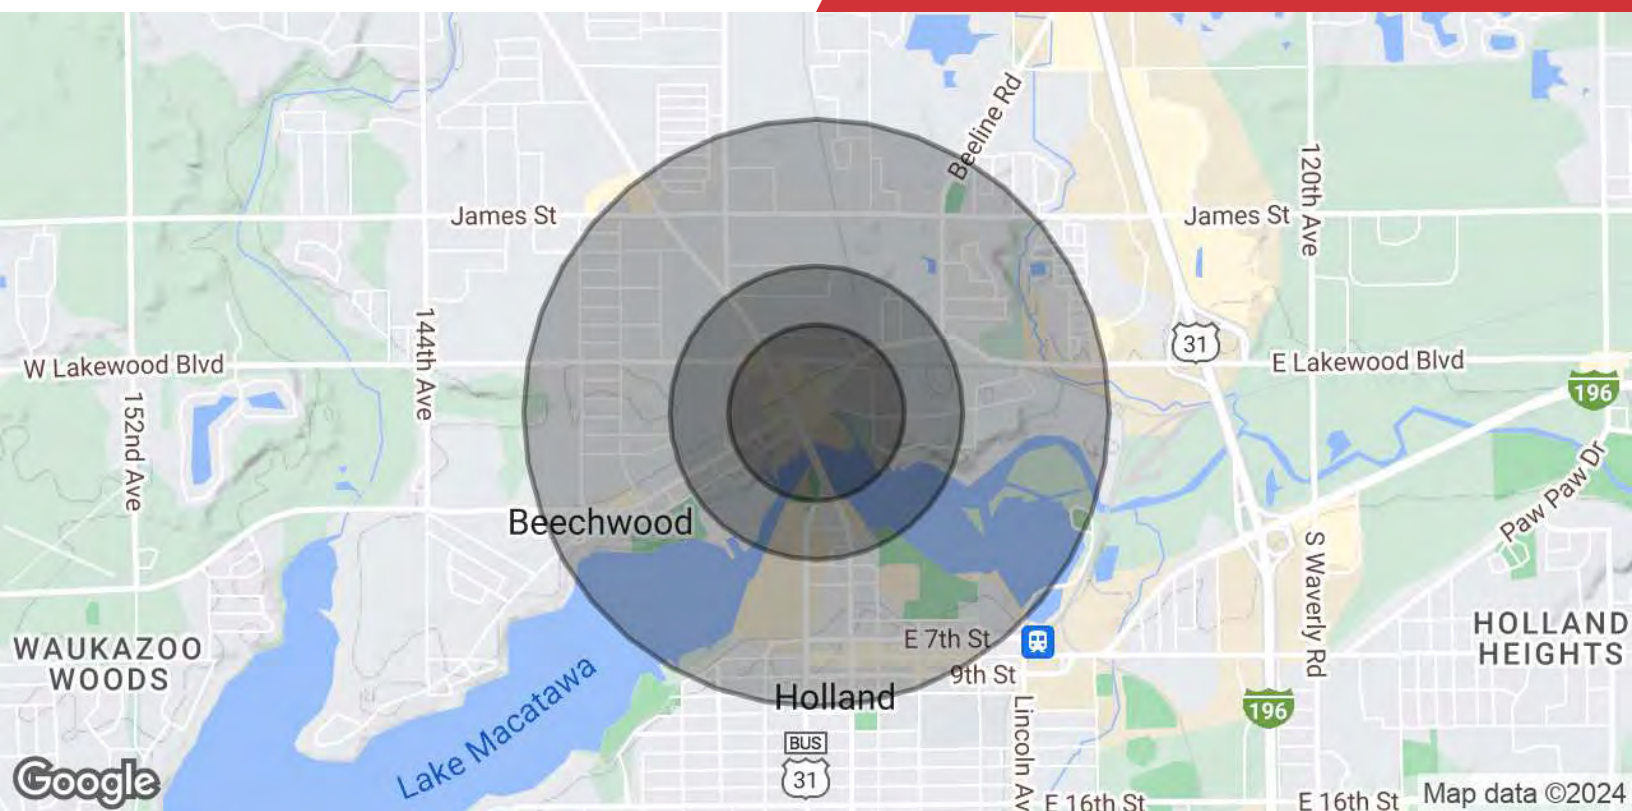 Beeline Rd
120th Ave
James St
James St
144th Ave
31
W Lakewood Blvd
E Lakewood Blvd
196
152nd Ave
Paw Paw Dr
Beechwood
S Waverly Rd
HOLLAND
HEIGHTS
WAUKAZOO
WOODS
E 7th St
9th St
Lake Macatawa
Holland
Lincoln Av
196
BUS
31
Google
E 16th St
E 16th St
Map data ©2024